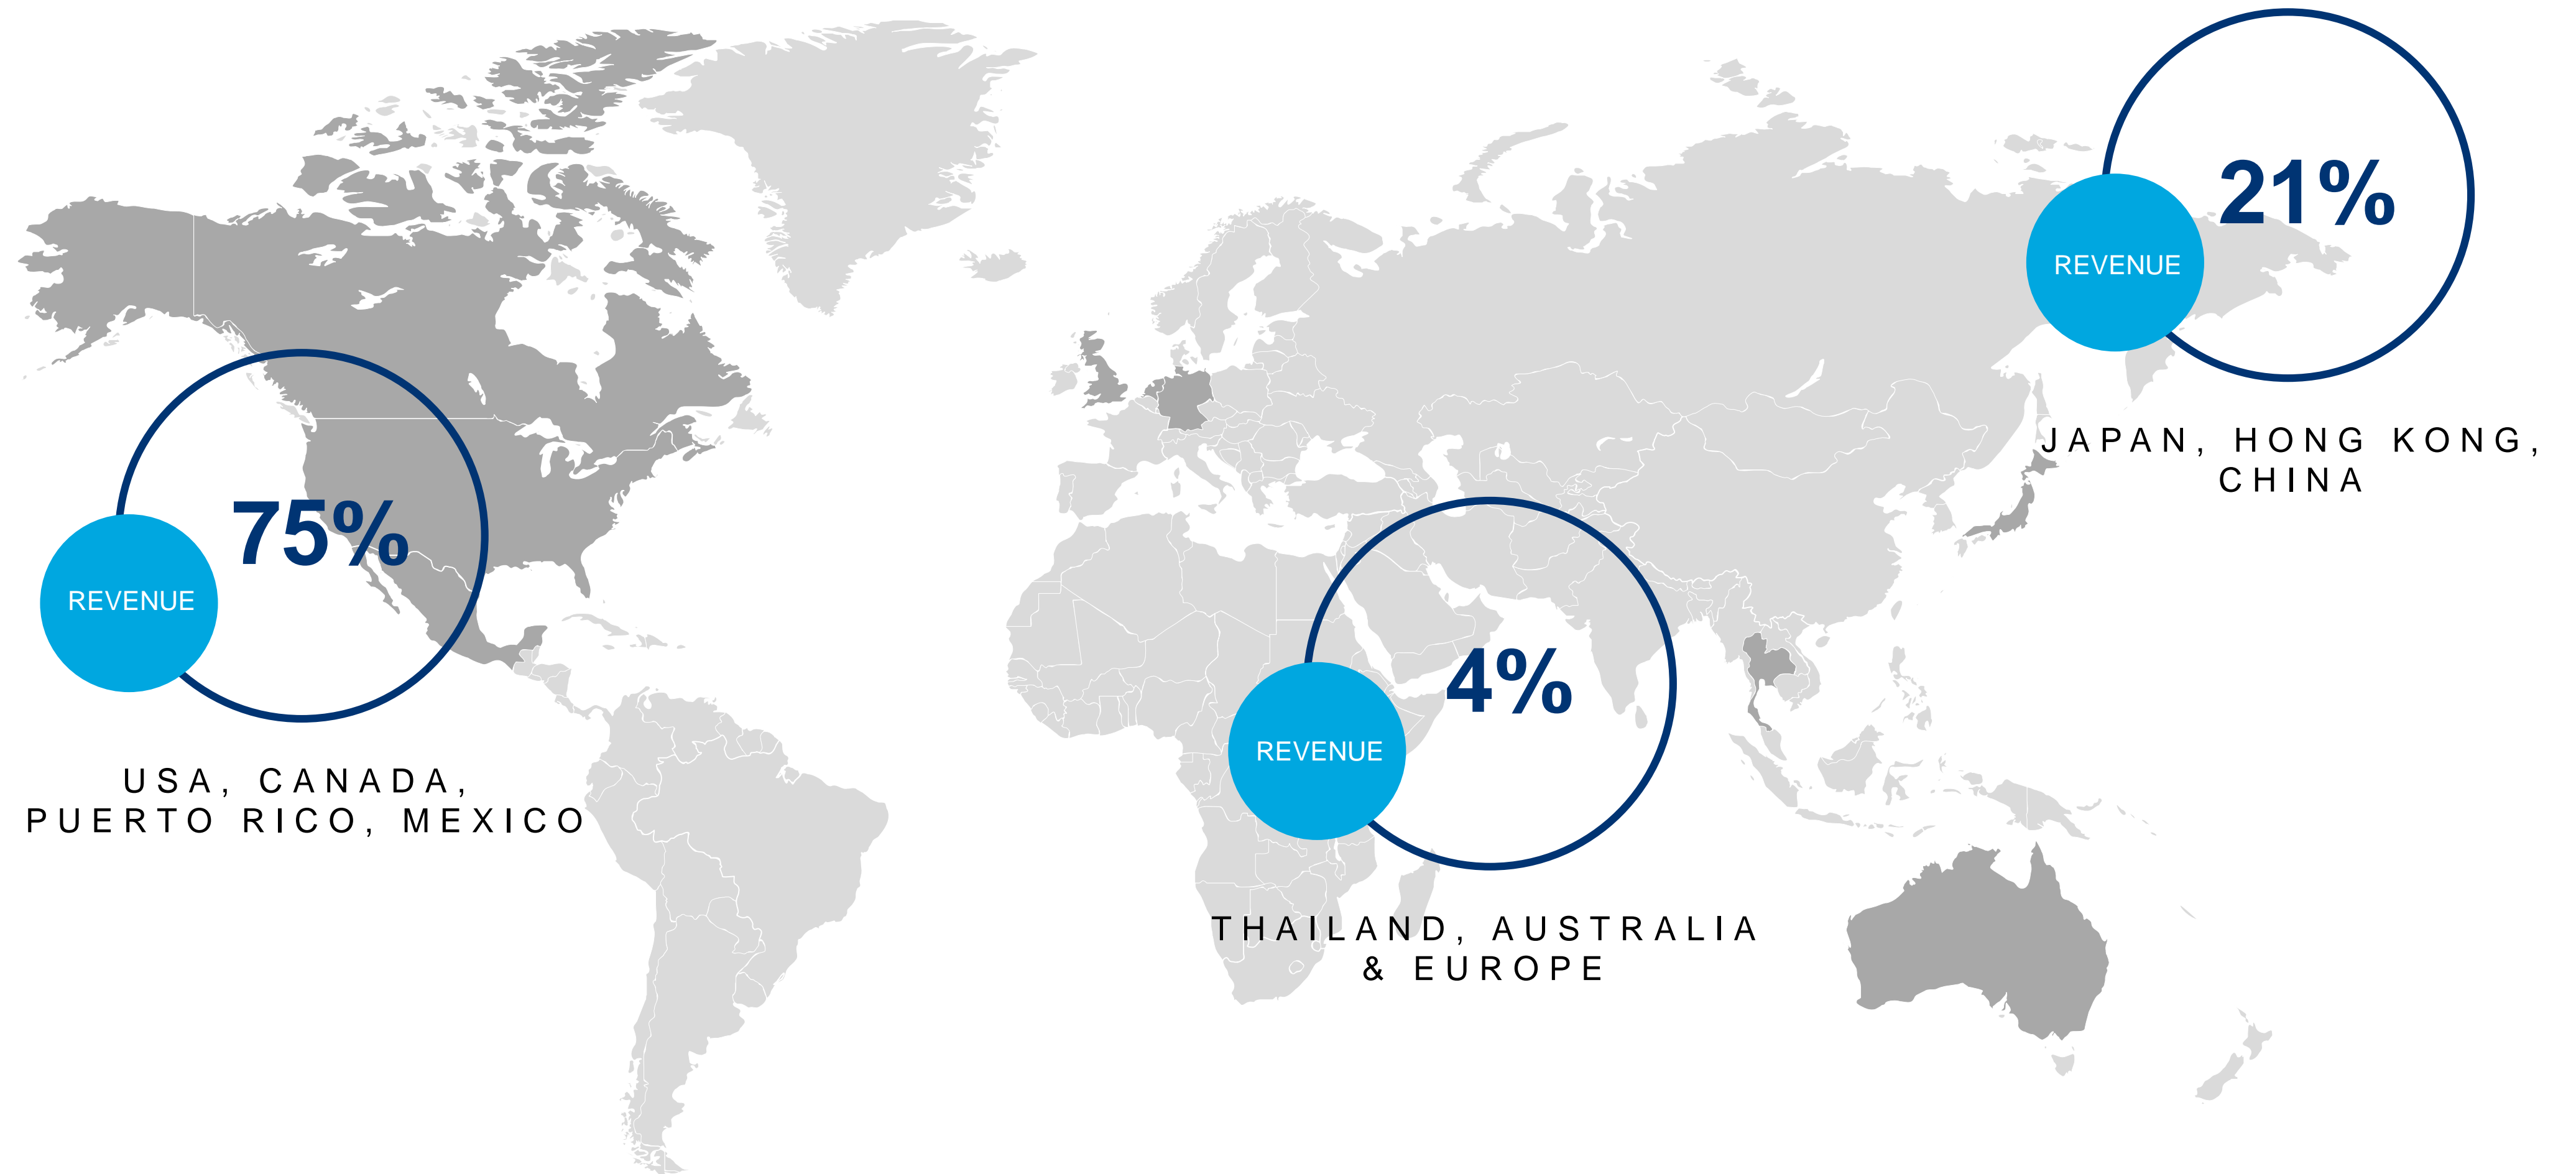 75%
REVENUE
USA, CANADA,
PUERTO RICO, MEXICO
4%
REVENUE
THAILAND, AUSTRALIA
& EUROPE
21%
REVENUE
JAPAN, HONG KONG,
CHINA